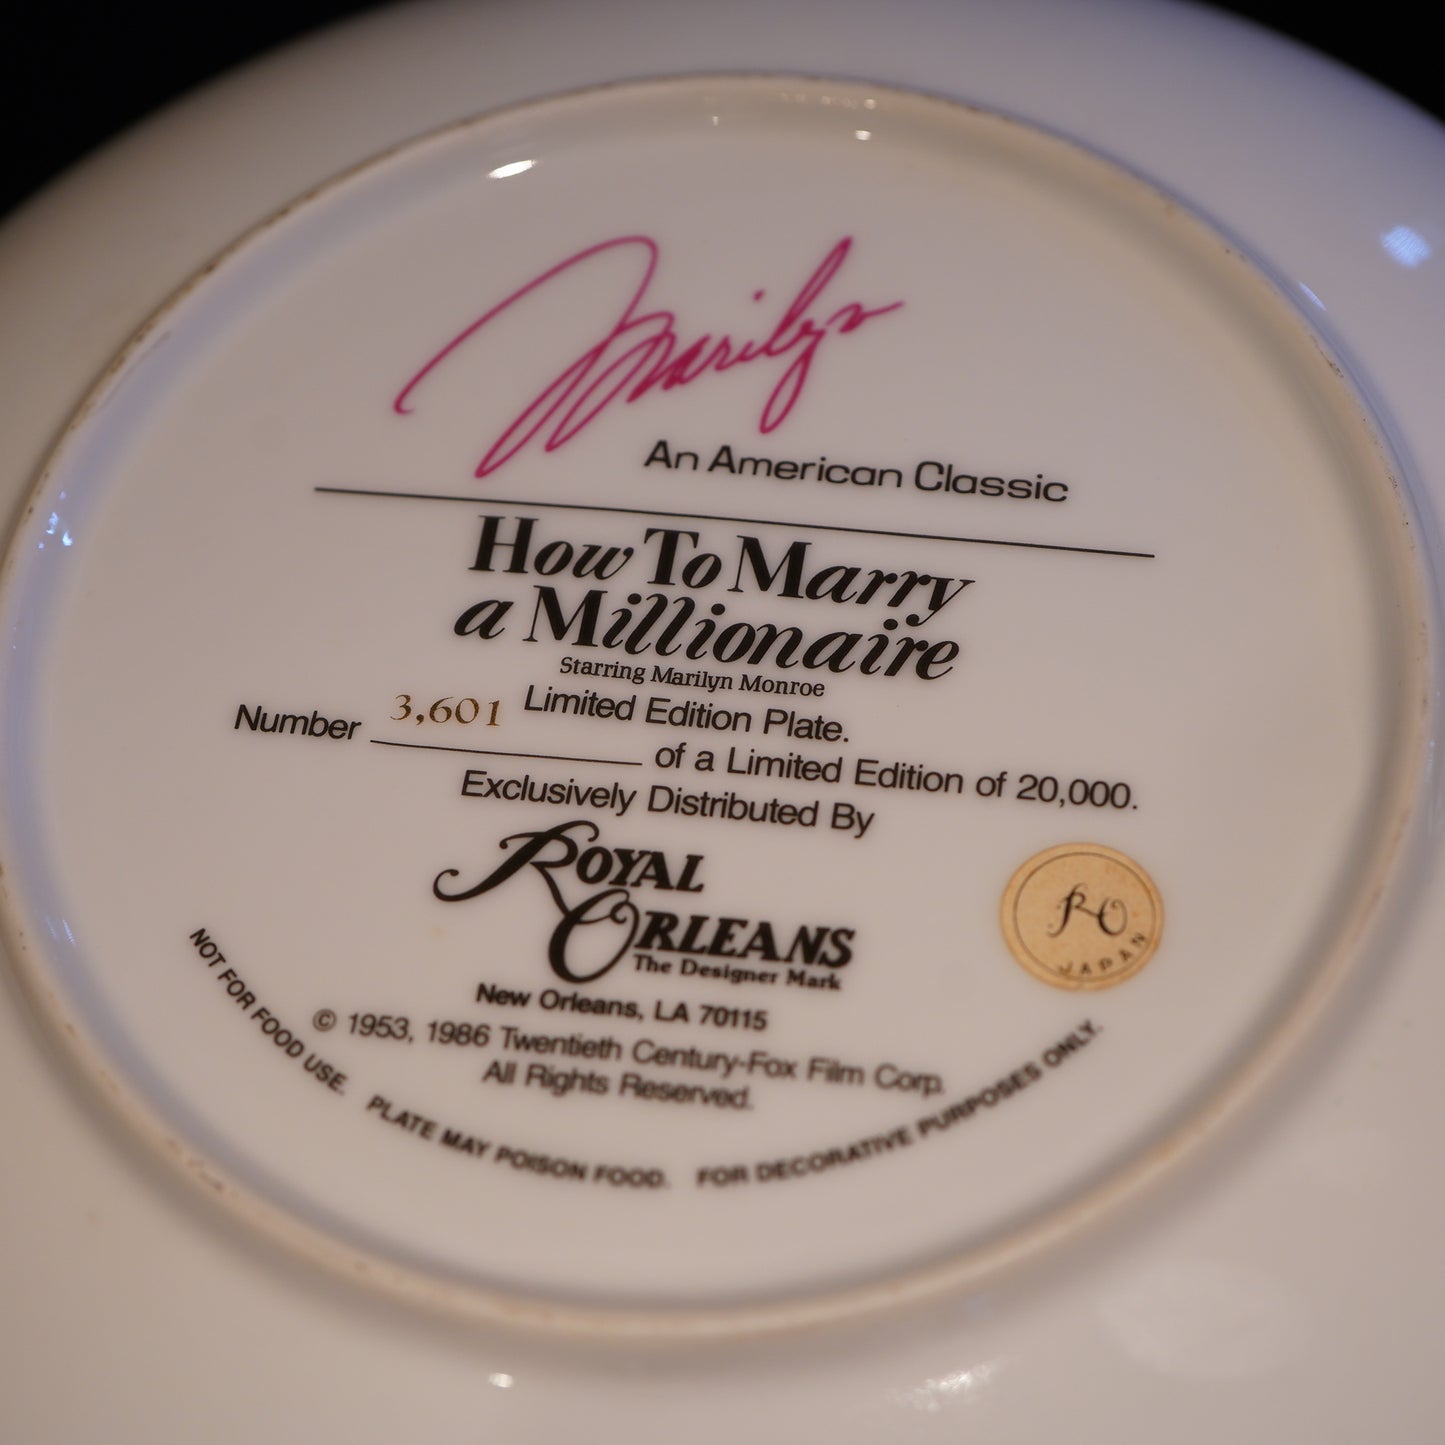 Marilyn
An American Classic
How To Marry
a Millionaire
Starring Marilyn Monroe
Limited Edition Plate.
Number 3,601 of a Limited Edition of 20,000.
Exclusively Distributed By
ROYAL
ORLEANS
The Designer Mark
New Orleans, LA 70115
© 1953, 1986 Twentieth Century-Fox Film Corp.
All Rights Reserved.
NOT FOR FOOD USE. PLATE MAY POISON FOOD. FOR DECORATIVE PURPOSES ONLY.
RO
JAPAN